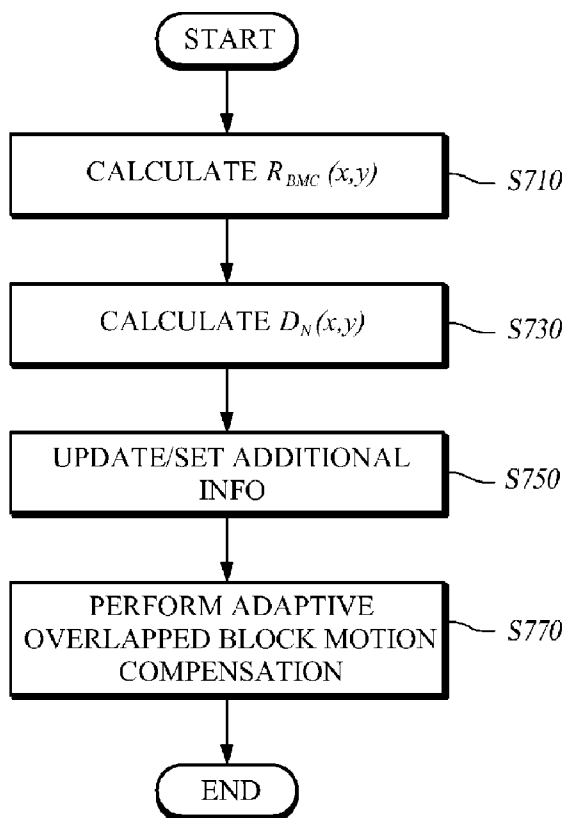 START
CALCULATE R_BMC (x,y)
S710
CALCULATE D_N (x,y)
S730
UPDATE/SET ADDITIONAL
INFO
S750
PERFORM ADAPTIVE
OVERLAPPED BLOCK MOTION
COMPENSATION
S770
END